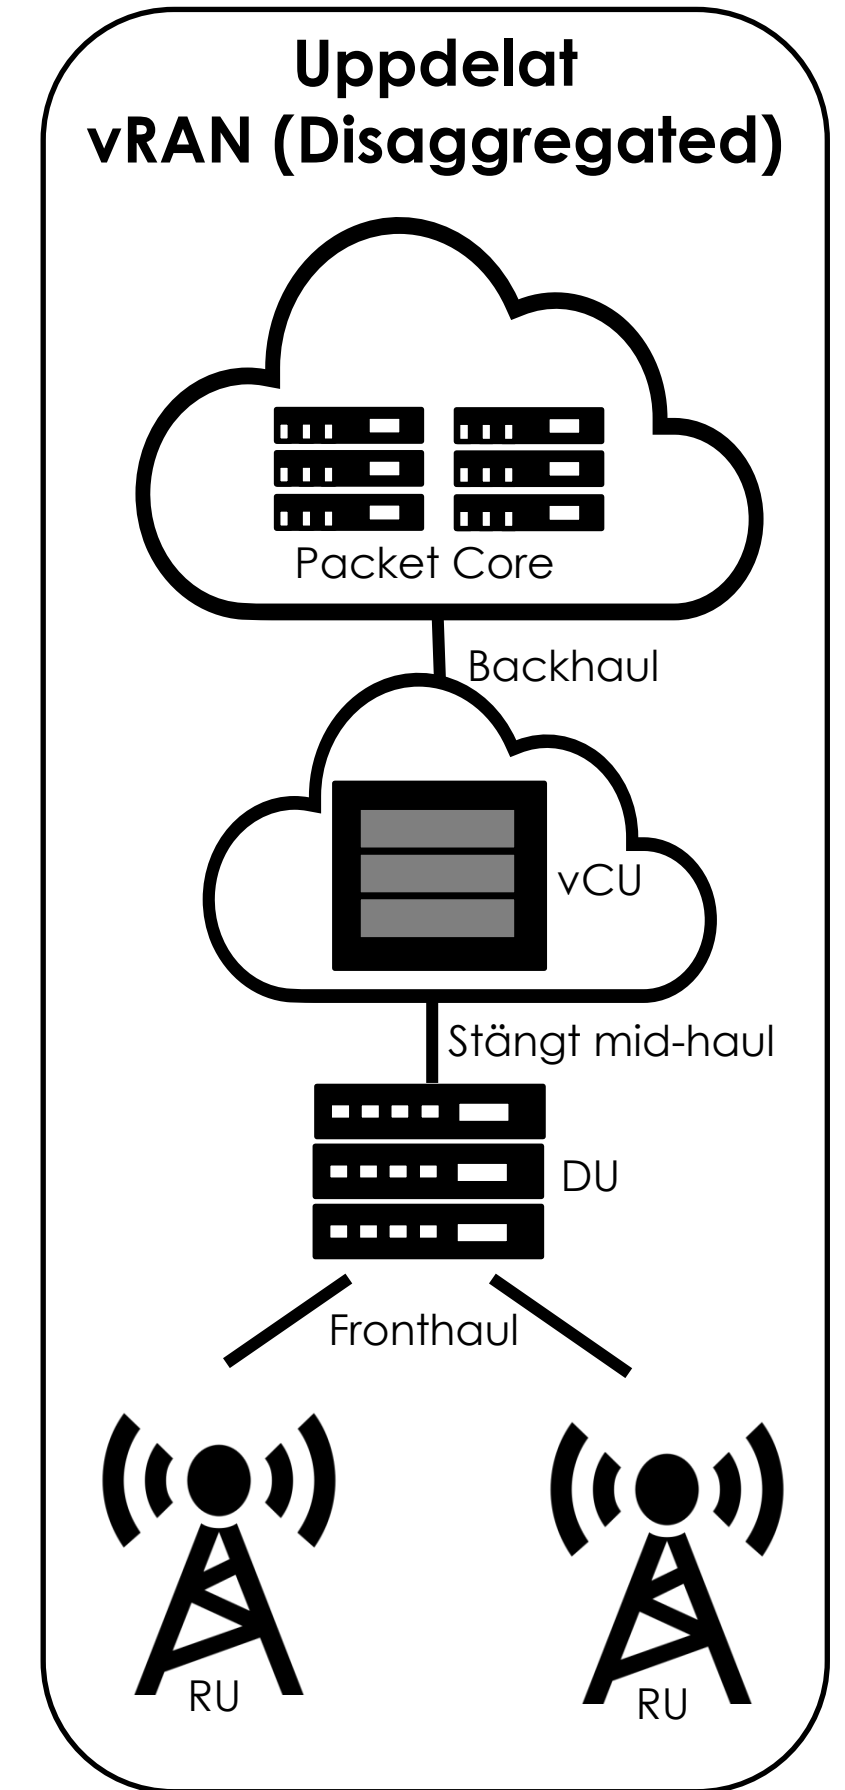 Uppdelat
vRAN (Disaggregated)
Packet Core
Backhaul
vCU
Stängt mid-haul
DU
Fronthaul
RU
RU